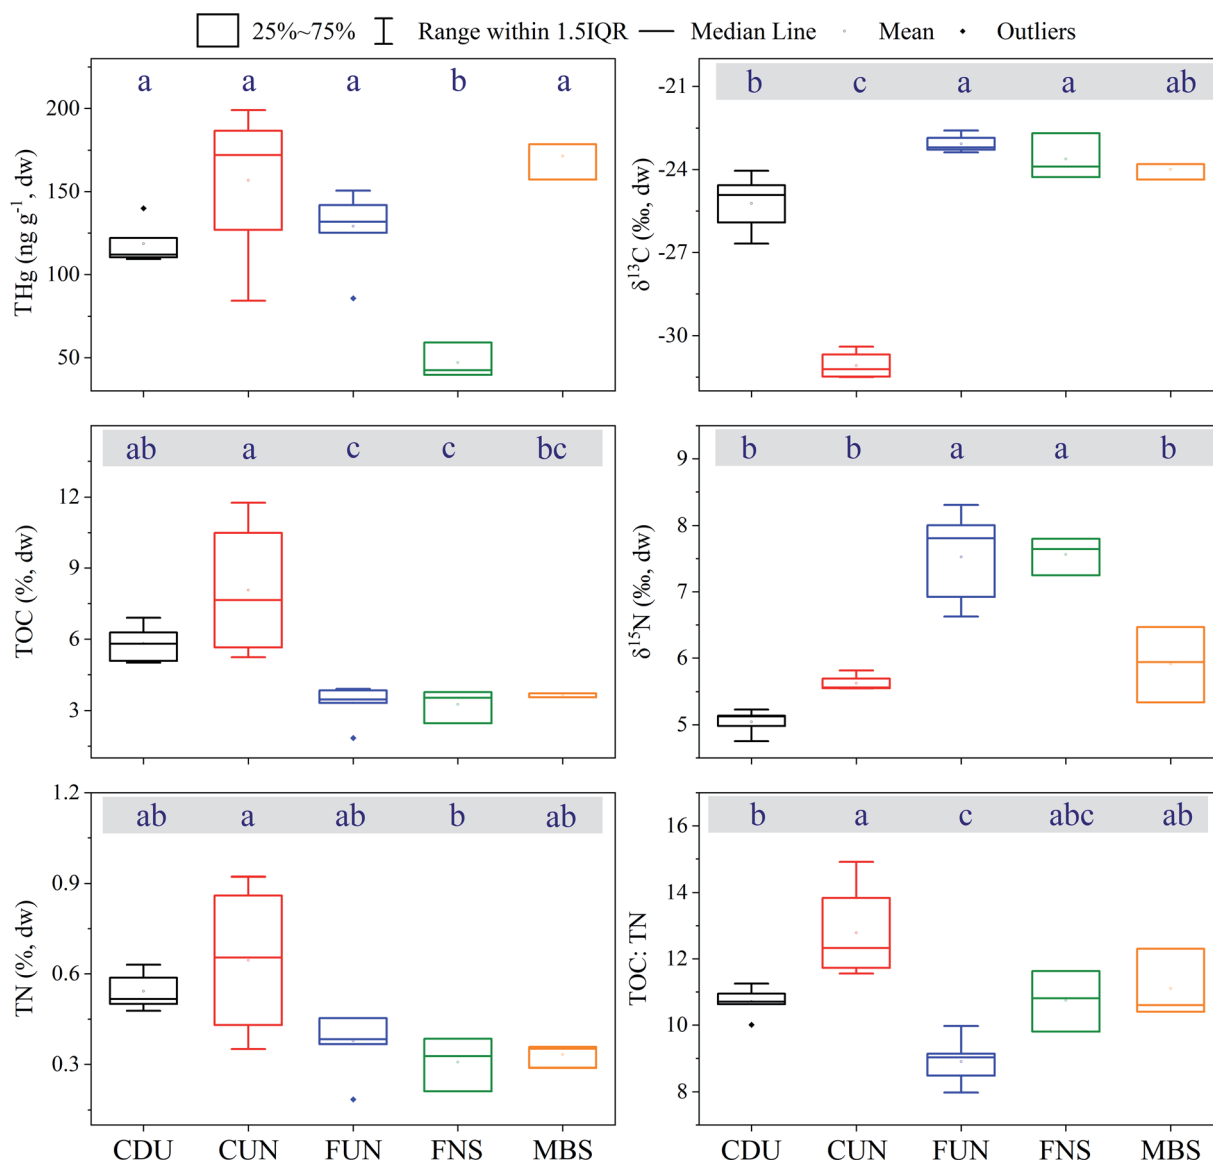 25%~75% Range within 1.5IQR Median Line Mean Outliers
a a a b a
200
150
100
50
THg (ng g⁻¹, dw)
b c a a ab
-21
-24
-27
-30
δ¹³C (‰, dw)
ab a c c bc
12
9
6
3
TOC (%, dw)
b b a a b
9
8
7
6
5
δ¹⁵N (‰, dw)
ab a ab b ab
1.2
0.9
0.6
0.3
TN (%, dw)
CDU CUN FUN FNS MBS
b a c abc ab
16
14
12
10
8
TOC: TN
CDU CUN FUN FNS MBS